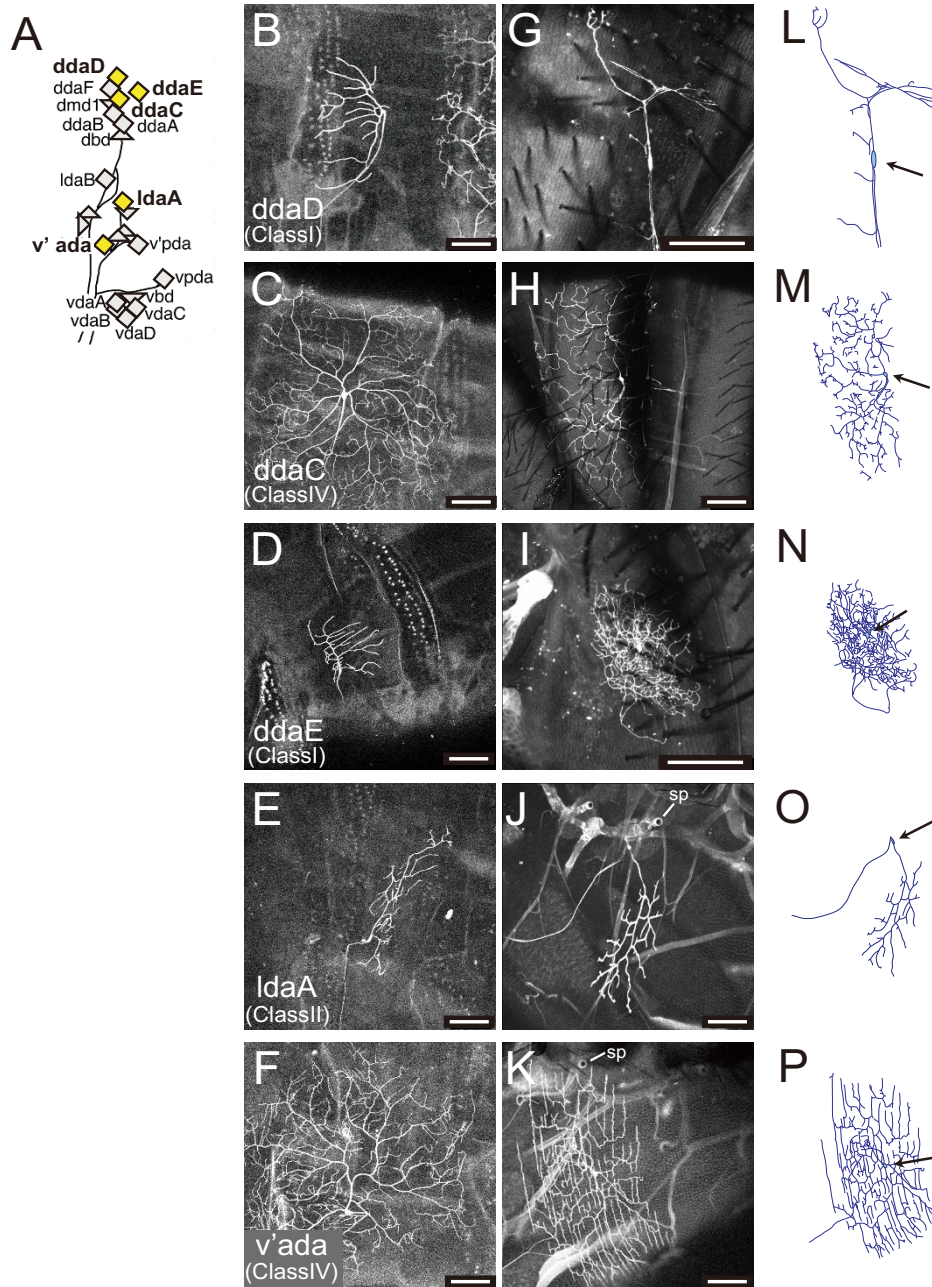 A
ddaD
ddaF
ddaE
dmd1
ddaC
ddaB
ddaA
dbd
ldaB
ldaA
v' ada
v'pda
vpda
vdaA
vbd
vdaB
vdaC
vdaD
B
ddaD
(ClassI)
G
L
C
ddaC
(ClassIV)
H
M
D
ddaE
(ClassI)
I
N
E
ldaA
(ClassII)
J
sp
O
F
v'ada
(ClassIV)
K
sp
P